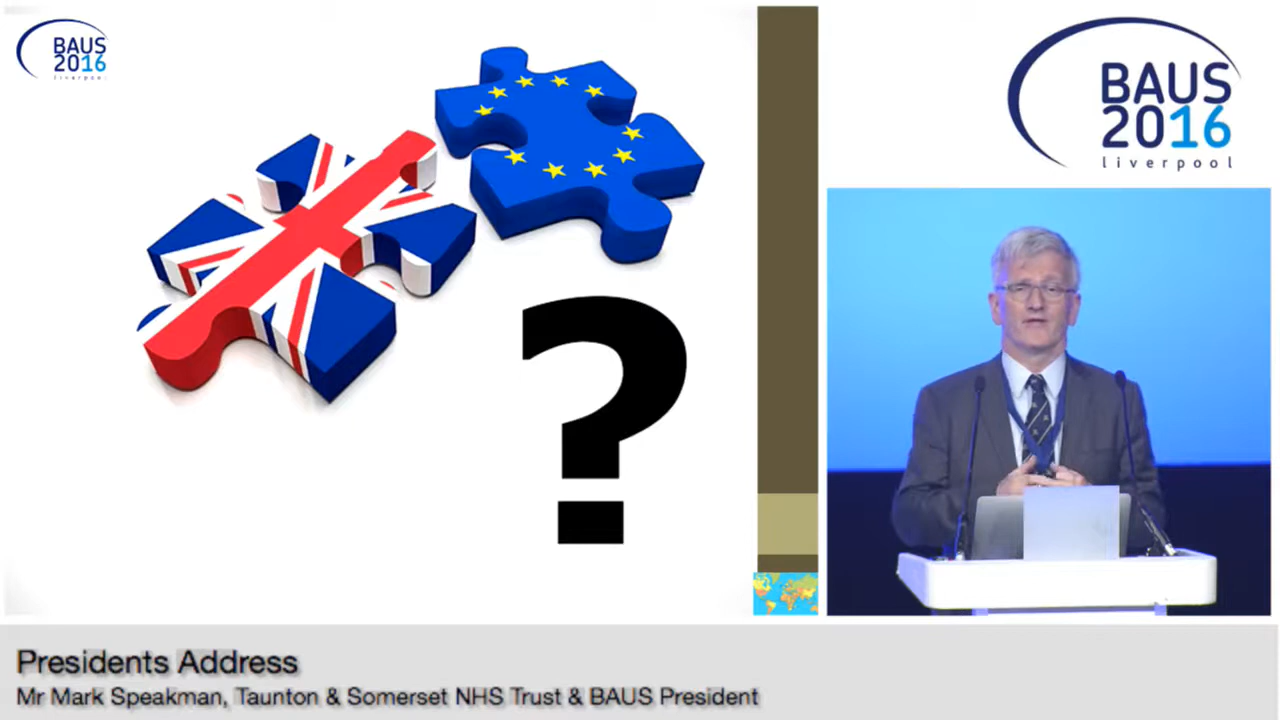 BAUS
2016
liverpool
?
BAUS
2016
liverpool
Presidents Address
Mr Mark Speakman, Taunton & Somerset NHS Trust & BAUS President